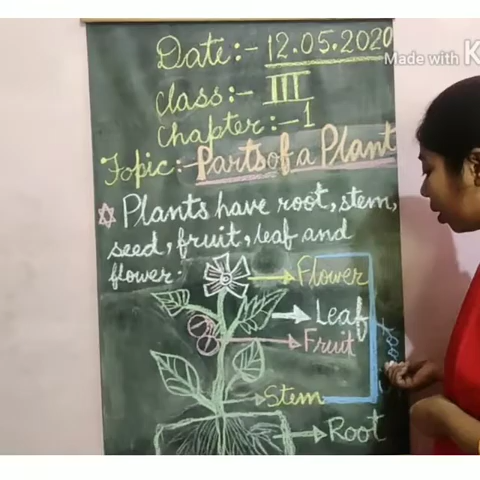 Date:- 12.05.2020
Made with K
Class:- III
Chapter:- 1
Topic:- Parts of a Plant
Plants have root, stem,
seed, fruit, leaf and
flower.
Flower
Leaf
Fruit
Stem
Root